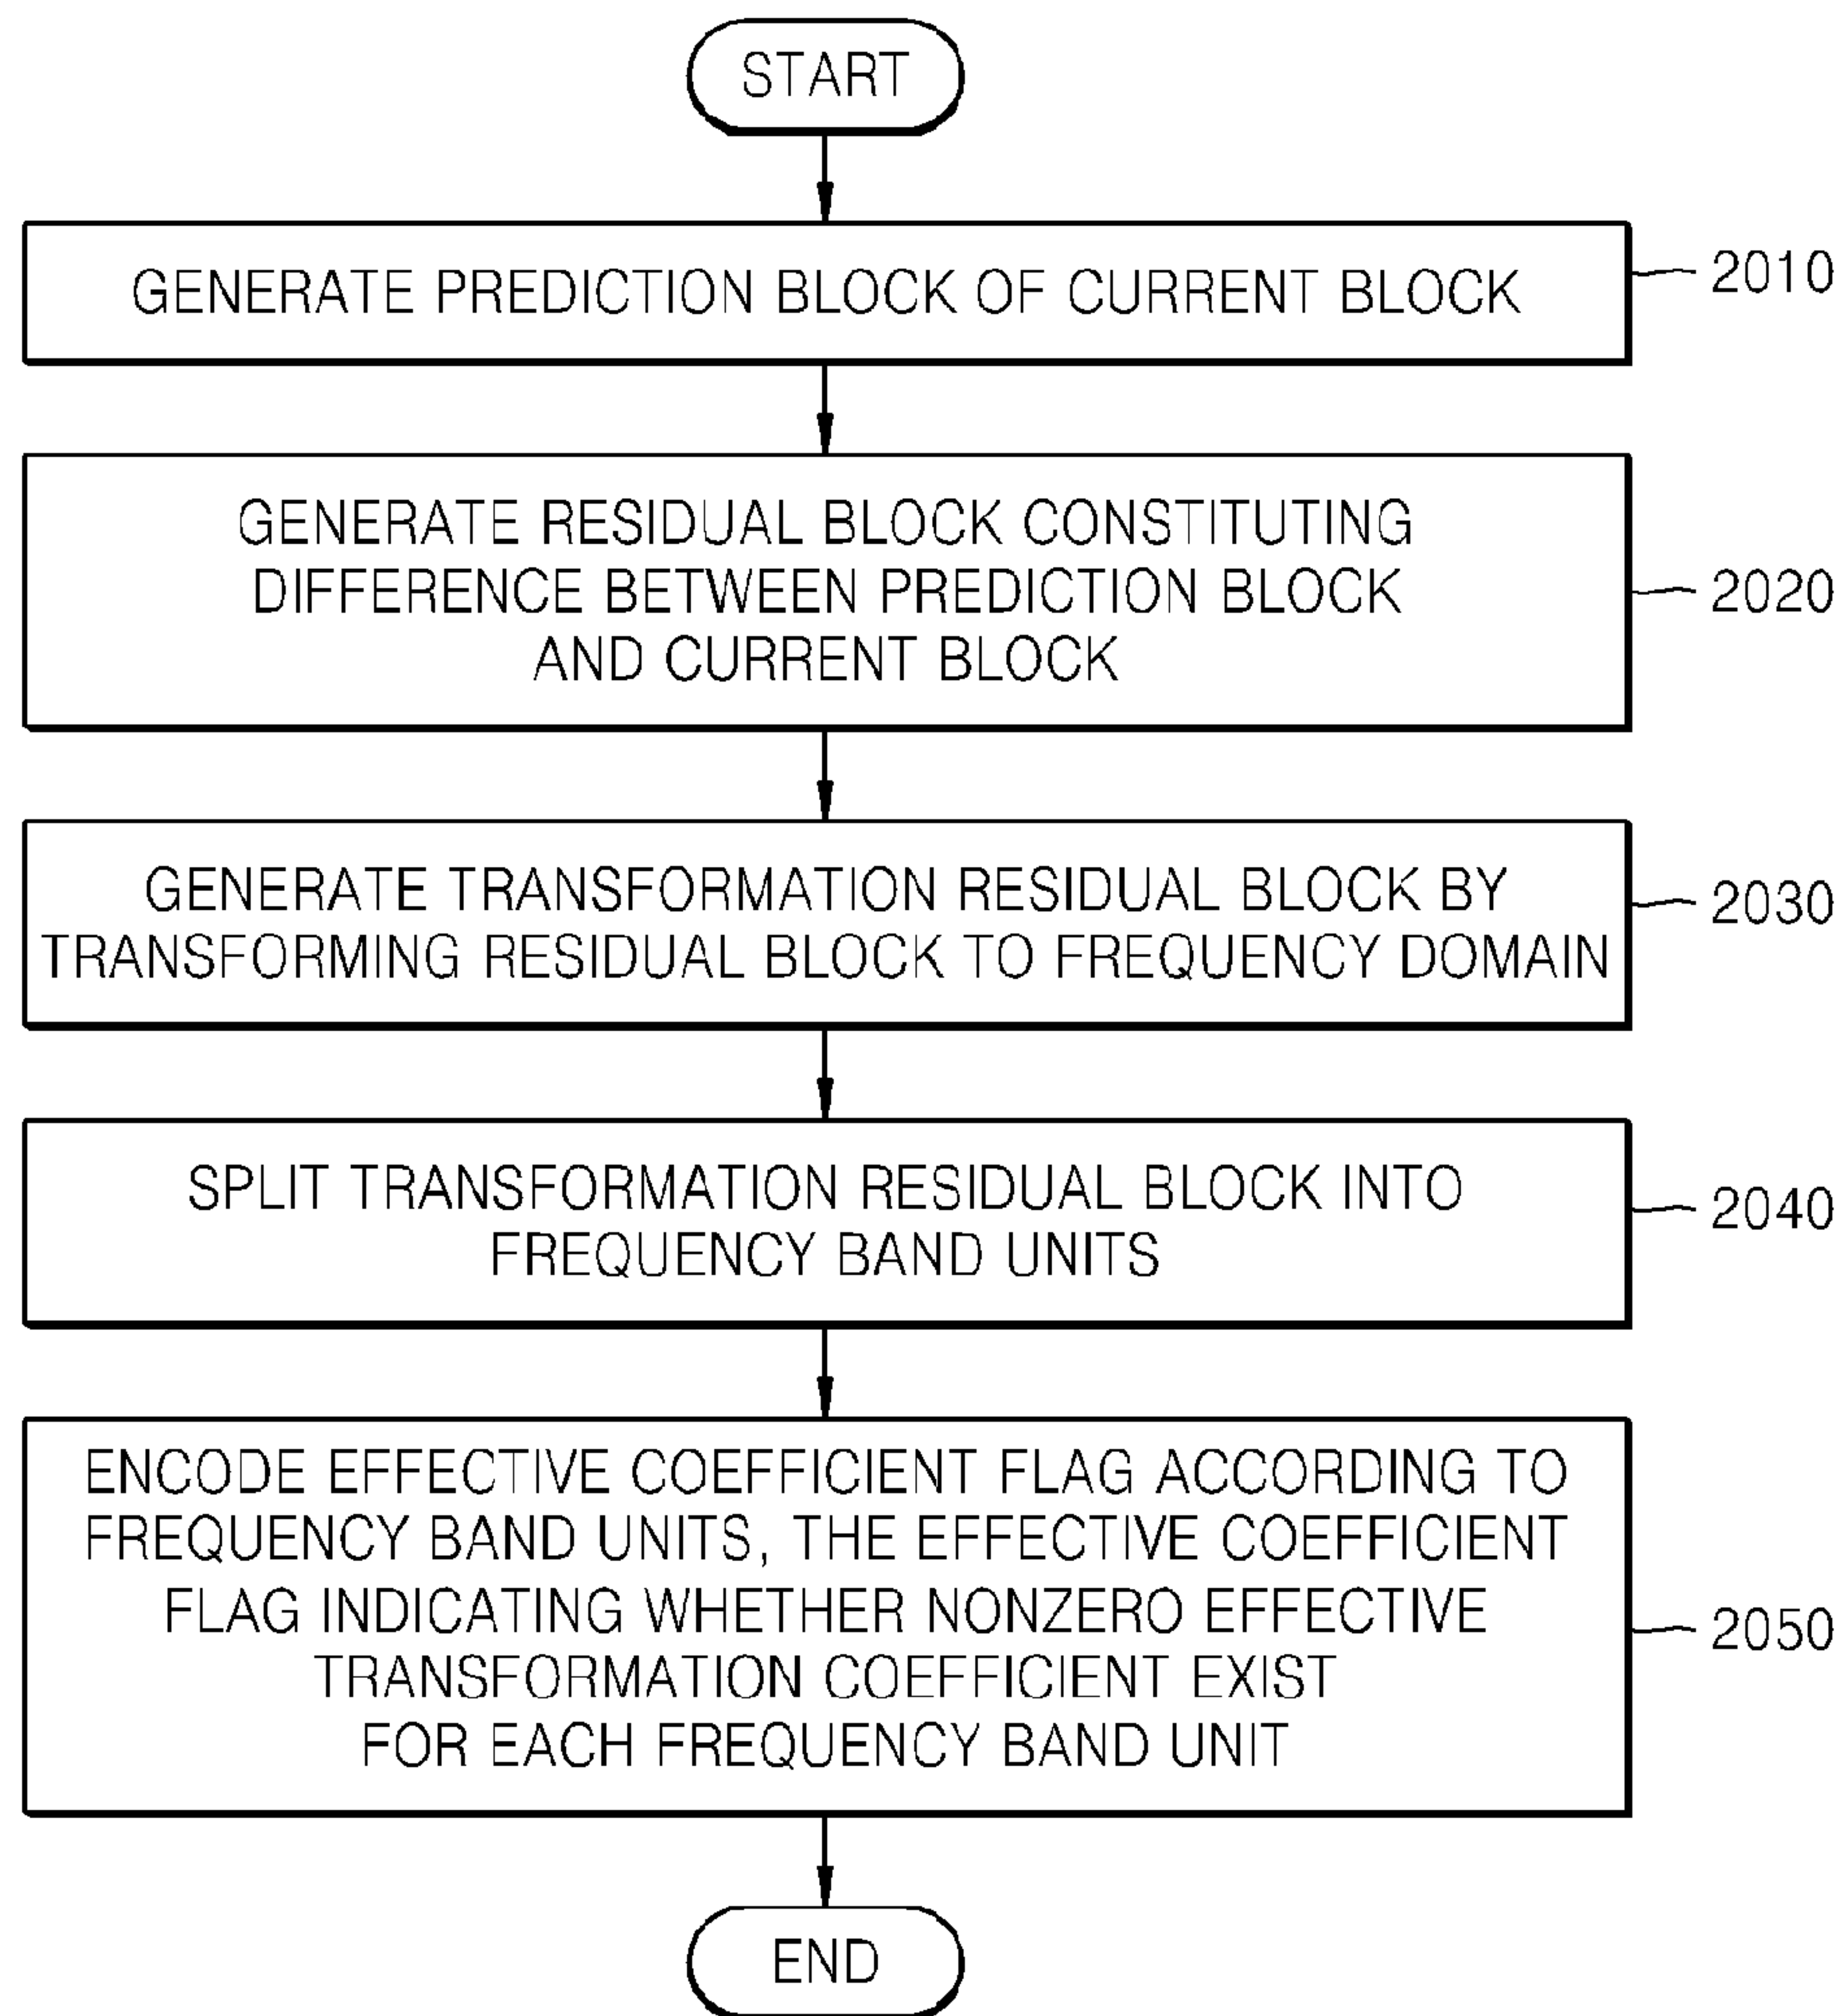 START
GENERATE PREDICTION BLOCK OF CURRENT BLOCK
2010
GENERATE RESIDUAL BLOCK CONSTITUTING
DIFFERENCE BETWEEN PREDICTION BLOCK
AND CURRENT BLOCK
2020
GENERATE TRANSFORMATION RESIDUAL BLOCK BY
TRANSFORMING RESIDUAL BLOCK TO FREQUENCY DOMAIN
2030
SPLIT TRANSFORMATION RESIDUAL BLOCK INTO
FREQUENCY BAND UNITS
2040
ENCODE EFFECTIVE COEFFICIENT FLAG ACCORDING TO
FREQUENCY BAND UNITS, THE EFFECTIVE COEFFICIENT
FLAG INDICATING WHETHER NONZERO EFFECTIVE
TRANSFORMATION COEFFICIENT EXIST
FOR EACH FREQUENCY BAND UNIT
2050
END